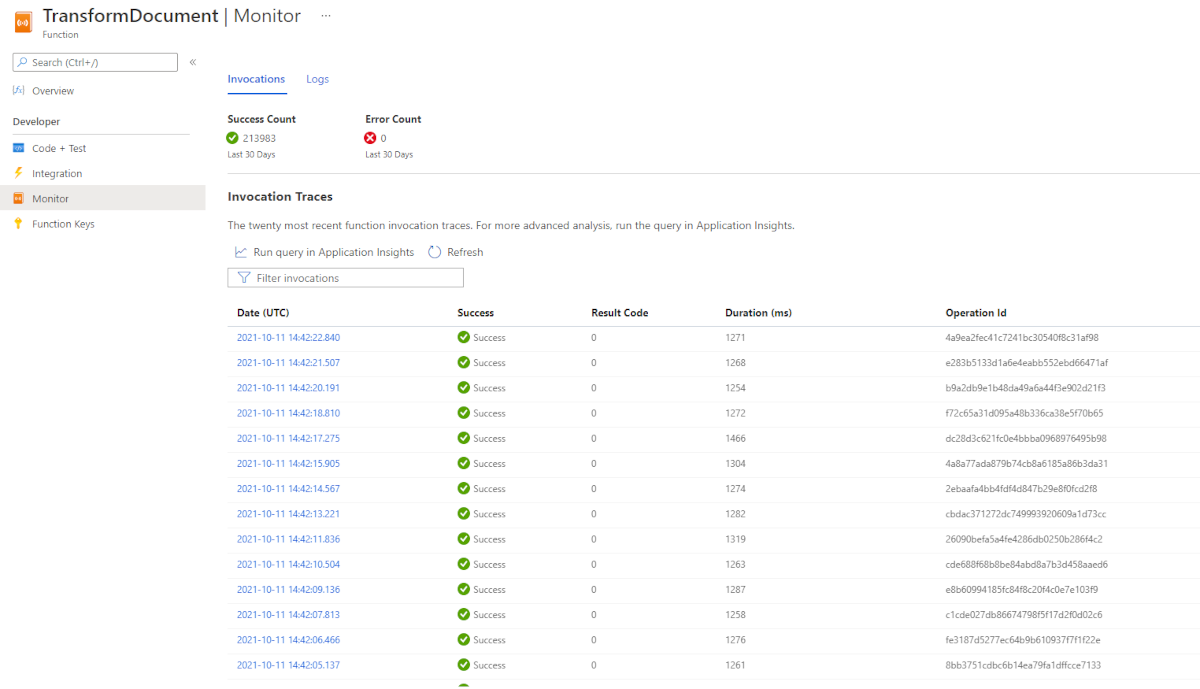 TransformDocument | Monitor ...
Function
Search (Ctrl+/) «
Overview
Developer
Code + Test
Integration
Monitor
Function Keys
Invocations Logs
Success Count Error Count
213983 0
Last 30 Days Last 30 Days
Invocation Traces
The twenty most recent function invocation traces. For more advanced analysis, run the query in Application Insights.
Run query in Application Insights Refresh
Filter invocations
Date (UTC) Success Result Code Duration (ms) Operation Id
2021-10-11 14:42:22.840 Success 0 1271 4a9ea2fec41c7241bc30540f8c31af98
2021-10-11 14:42:21.507 Success 0 1268 e283b5133d1a6e4eabb552ebd66471af
2021-10-11 14:42:20.191 Success 0 1254 b9a2db9e1b48da49a6a44f3e902d21f3
2021-10-11 14:42:18.810 Success 0 1272 f72c65a31d095a48b336ca38e5f70b65
2021-10-11 14:42:17.275 Success 0 1466 dc28d3c621fc0e4bbba0968976495b98
2021-10-11 14:42:15.905 Success 0 1304 4a8a77ada879b74cb8a6185a86b3da31
2021-10-11 14:42:14.567 Success 0 1274 2ebaafa4bb4fdf4d847b29e8f0fcd2f8
2021-10-11 14:42:13.221 Success 0 1282 cbdac371272dc749993920609a1d73cc
2021-10-11 14:42:11.836 Success 0 1319 26090befa5a4fe4286db0250b286f4c2
2021-10-11 14:42:10.504 Success 0 1263 cde688f68b8be84abd8a7b3d458aaed6
2021-10-11 14:42:09.136 Success 0 1287 e8b60994185fc84f8c20f4c0e7e103f9
2021-10-11 14:42:07.813 Success 0 1258 c1cde027db86674798f5f17d2f0d02c6
2021-10-11 14:42:06.466 Success 0 1276 fe3187d5277ec64b9b610937f7f1f22e
2021-10-11 14:42:05.137 Success 0 1261 8bb3751cdbc6b14ea79fa1dffcce7133